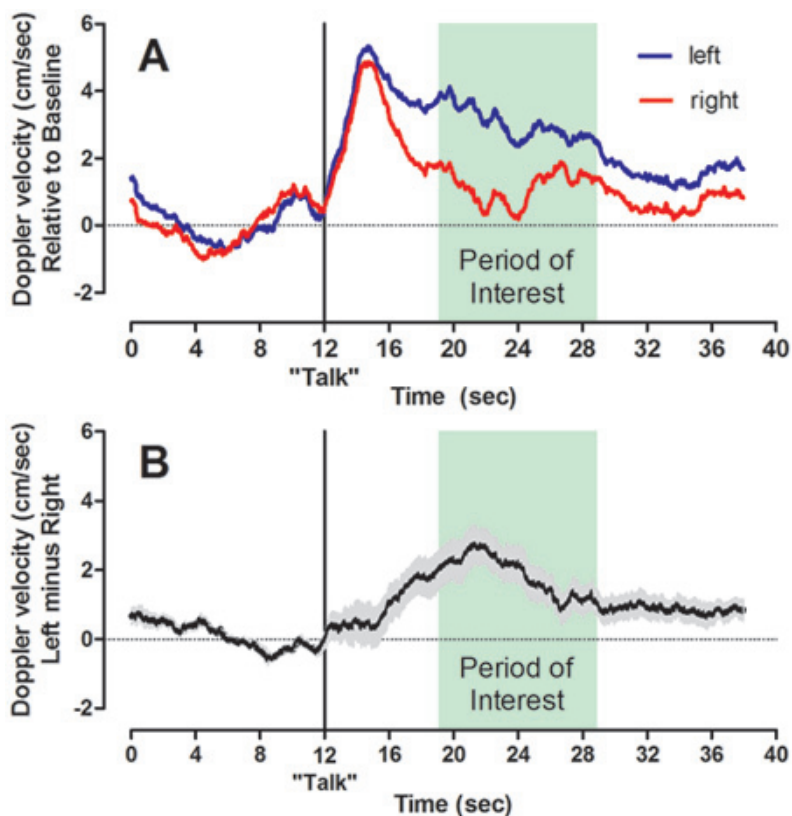 A
Doppler velocity (cm/sec)
Relative to Baseline
6
4
2
0
-2
left
right
Period of
Interest
0 4 8 12 16 20 24 28 32 36 40
"Talk"
Time (sec)
B
Doppler velocity (cm/sec)
Left minus Right
6
4
2
0
-2
Period of
Interest
0 4 8 12 16 20 24 28 32 36 40
"Talk"
Time (sec)